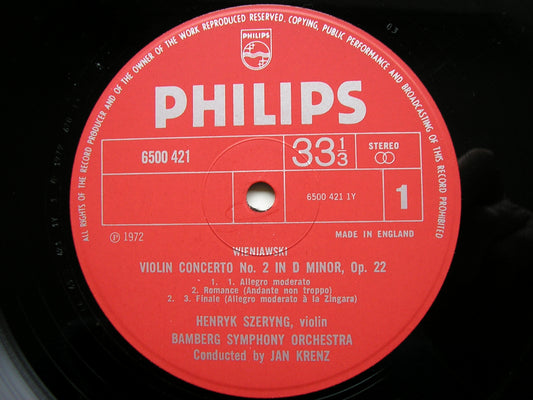 ALL RIGHTS OF THE RECORD PRODUCER AND OF THE OWNER OF THE WORK REPRODUCED RESERVED. COPYING, PUBLIC PERFORMANCE AND BROADCASTING OF THIS RECORD PROHIBITED
PHILIPS
PHILIPS
6500 421
33 1/3
STEREO
6500 421 1Y
1
℗ 1972
MADE IN ENGLAND
WIENIAWSKI
VIOLIN CONCERTO No. 2 IN D MINOR, Op. 22
1. 1. Allegro moderato
2. Romance (Andante non troppo)
2. 3. Finale (Allegro moderato à la Zingara)
HENRYK SZERYNG, violin
BAMBERG SYMPHONY ORCHESTRA
Conducted by JAN KRENZ